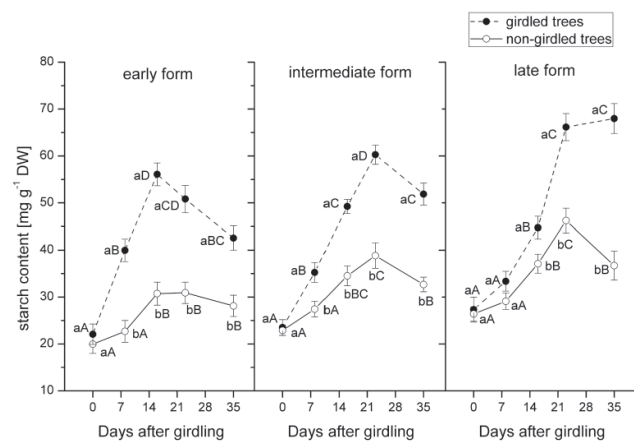 girdled trees
non-girdled trees
early form
intermediate form
late form
starch content [mg g-1 DW]
80
70
60
50
40
30
20
10
aA
aB
aD
aCD
aBC
aA
bA
bB
bB
bB
aA
aB
aC
aD
aC
aA
bA
bBC
bC
bB
aA
aA
aB
aC
aC
aA
aA
bB
bC
bB
0 7 14 21 28 35
0 7 14 21 28 35
0 7 14 21 28 35
Days after girdling
Days after girdling
Days after girdling